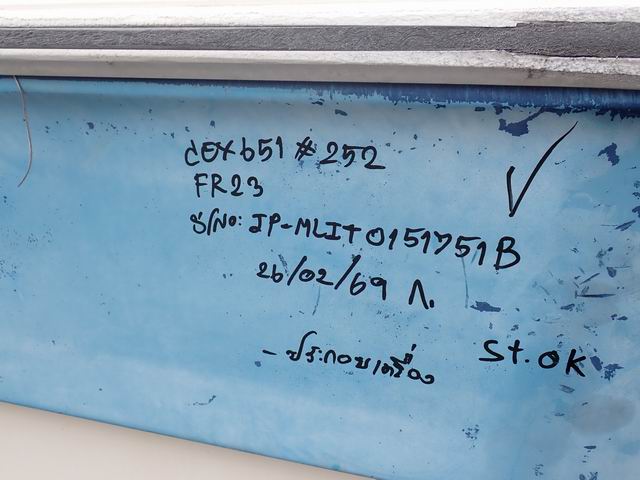 COX651 #252
FR23
S/NO: JP-MLIT0151751B
26/02/69 ก.
- ประกอบเครื่อง
St. OK